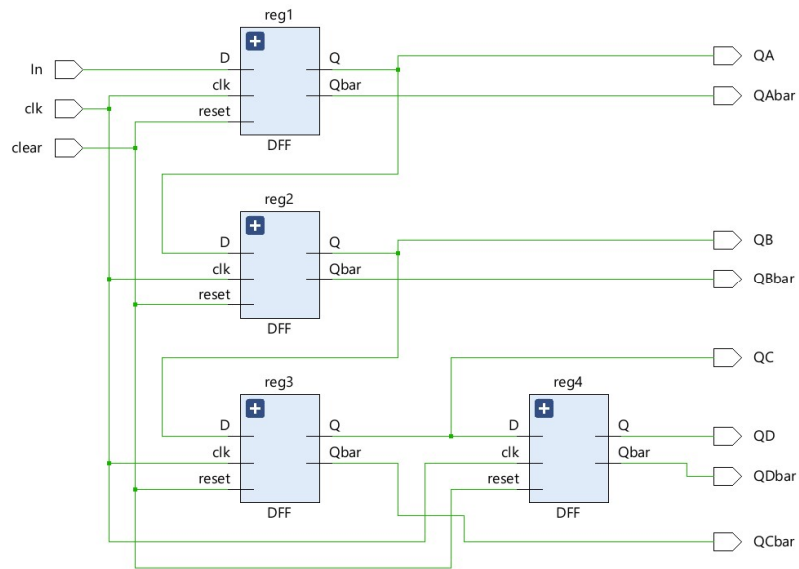 reg1
In
D
Q
QA
clk
clk
Qbar
QAbar
clear
reset
DFF
reg2
D
Q
QB
clk
Qbar
QBbar
reset
DFF
QC
reg3
reg4
D
Q
D
Q
QD
clk
Qbar
clk
Qbar
QDbar
reset
reset
DFF
DFF
QCbar